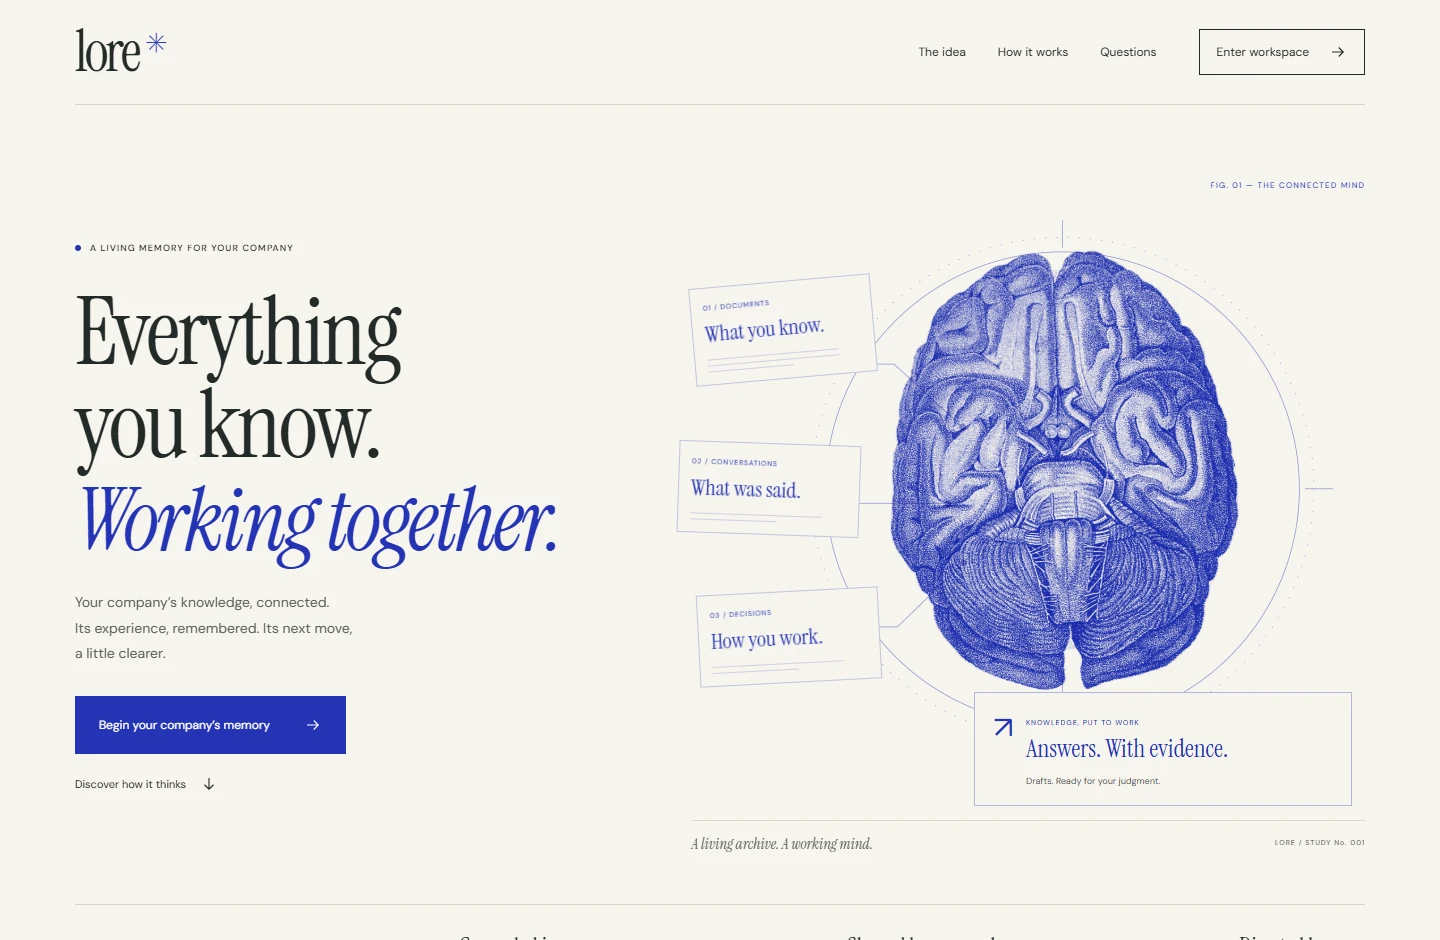 lore
The idea
How it works
Questions
Enter workspace
FIG. 01 — THE CONNECTED MIND
A LIVING MEMORY FOR YOUR COMPANY
Everything
you know.
Working together.
Your company's knowledge, connected.
Its experience, remembered. Its next move,
a little clearer.
Begin your company's memory
Discover how it thinks
01 / DOCUMENTS
What you know.
02 / CONVERSATIONS
What was said.
03 / DECISIONS
How you work.
KNOWLEDGE, PUT TO WORK
Answers. With evidence.
Drafts. Ready for your judgment.
A living archive. A working mind.
LORE / STUDY No. 001